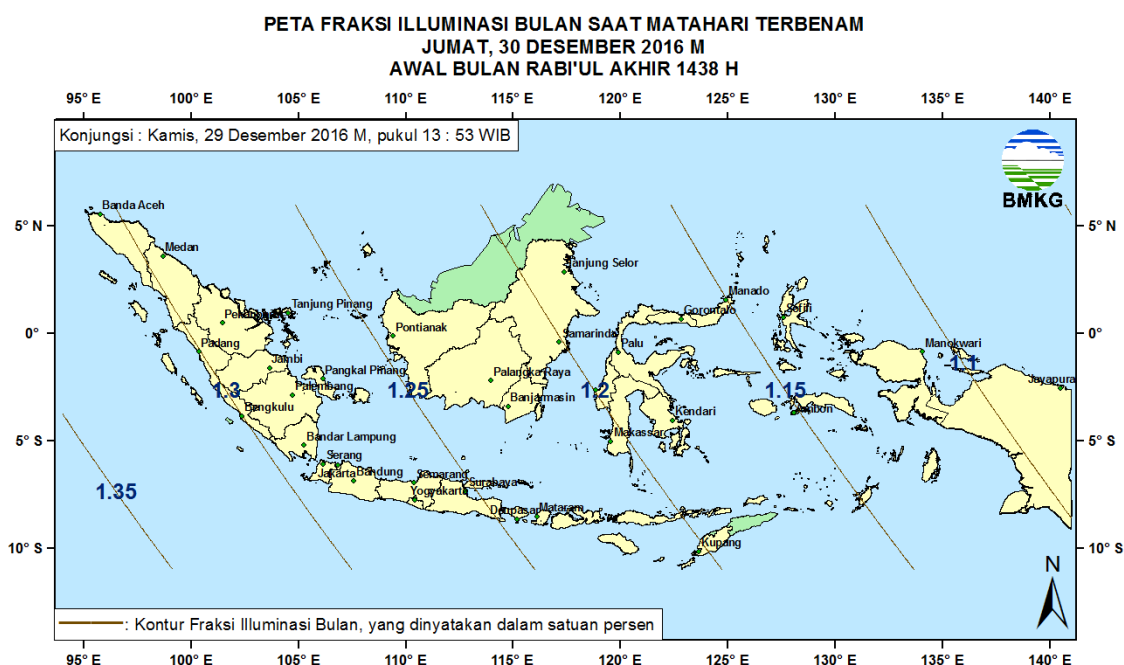 PETA FRAKSI ILLUMINASI BULAN SAAT MATAHARI TERBENAM
JUMAT, 30 DESEMBER 2016 M
AWAL BULAN RABI'UL AKHIR 1438 H
95° E 100° E 105° E 110° E 115° E 120° E 125° E 130° E 135° E 140° E
Konjungsi : Kamis, 29 Desember 2016 M, pukul 13 : 53 WIB
BMKG
Banda Aceh
5° N 5° N
Medan
Tanjung Selor
Manado
Tanjung Pinang
Gorontalo
Sofifi
Pontianak
Samarinda
0° 0°
Padang
Palu
Manokwari
Jambi
Pangkal Pinang
Palangka Raya
Jayapura
Palembang
1.3 1.25 1.2 1.15 1.1
Bengkulu
Banjarmasin
Kendari
Ambon
Makassar
5° S 5° S
Bandar Lampung
Serang
Jakarta
Bandung
Semarang
Surabaya
1.35
Yogyakarta
Denpasar
Mataram
Kupang
10° S 10° S
N
: Kontur Fraksi Illuminasi Bulan, yang dinyatakan dalam satuan persen
95° E 100° E 105° E 110° E 115° E 120° E 125° E 130° E 135° E 140° E